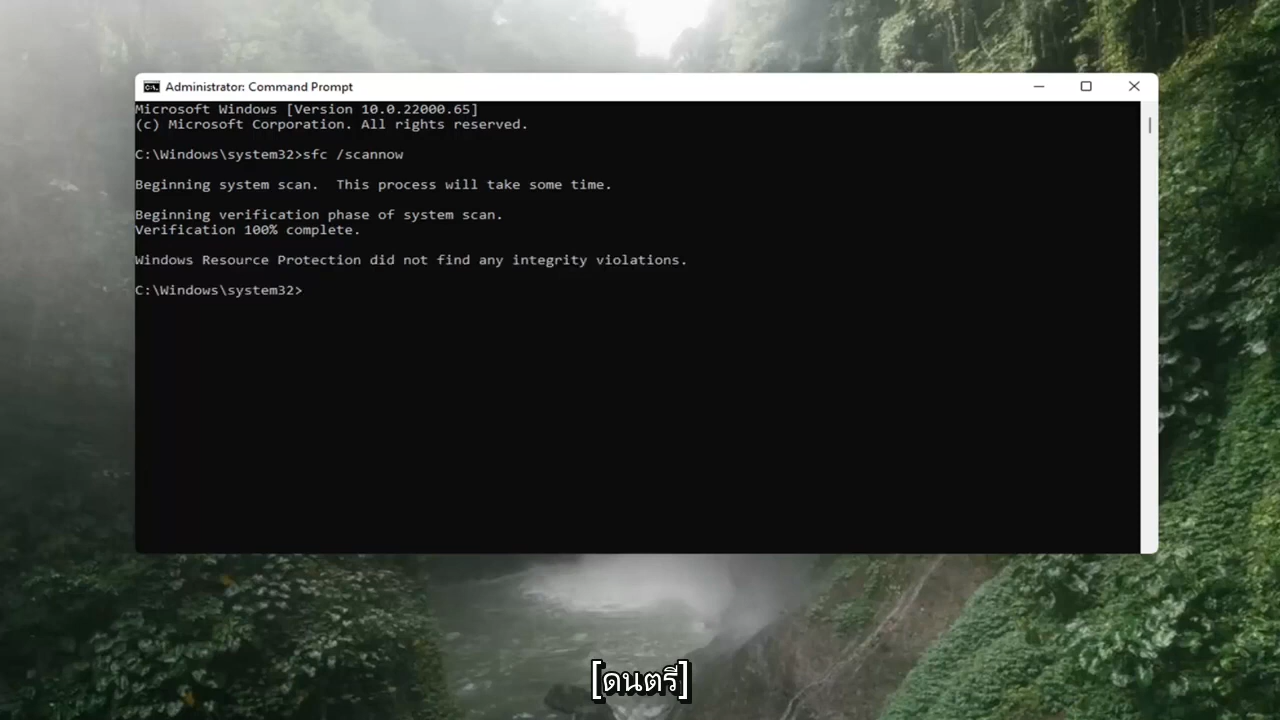 Administrator: Command Prompt
Microsoft Windows [Version 10.0.22000.65]
(c) Microsoft Corporation. All rights reserved.
C:\Windows\system32>sfc /scannow
Beginning system scan.  This process will take some time.
Beginning verification phase of system scan.
Verification 100% complete.
Windows Resource Protection did not find any integrity violations.
C:\Windows\system32>
[ดนตรี]